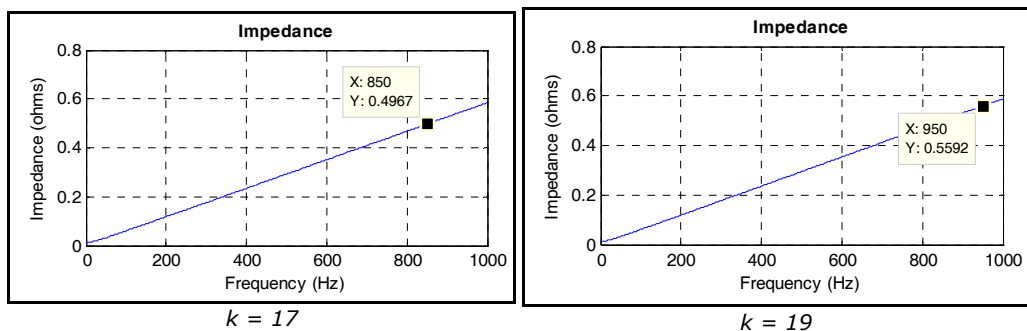 Impedance
0.8
0.6
0.4
0.2
0
Impedance (ohms)
X: 850
Y: 0.4967
0 200 400 600 800 1000
Frequency (Hz)
k = 17
Impedance
0.8
0.6
0.4
0.2
0
Impedance (ohms)
X: 950
Y: 0.5592
0 200 400 600 800 1000
Frequency (Hz)
k = 19